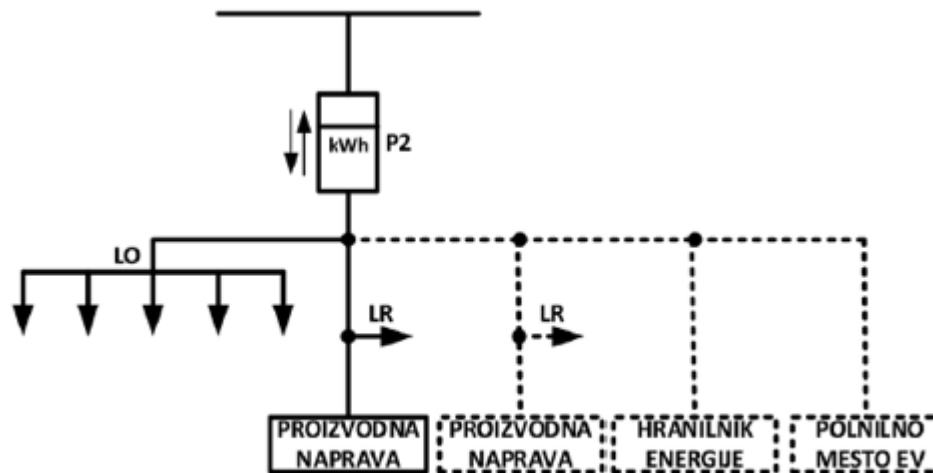 kWh
P2
LO
LR
LR
PROIZVODNA
NAPRAVA
PROIZVODNA
NAPRAVA
HRANILNIK
ENERGIJE
POLNILNO
MESTO EV